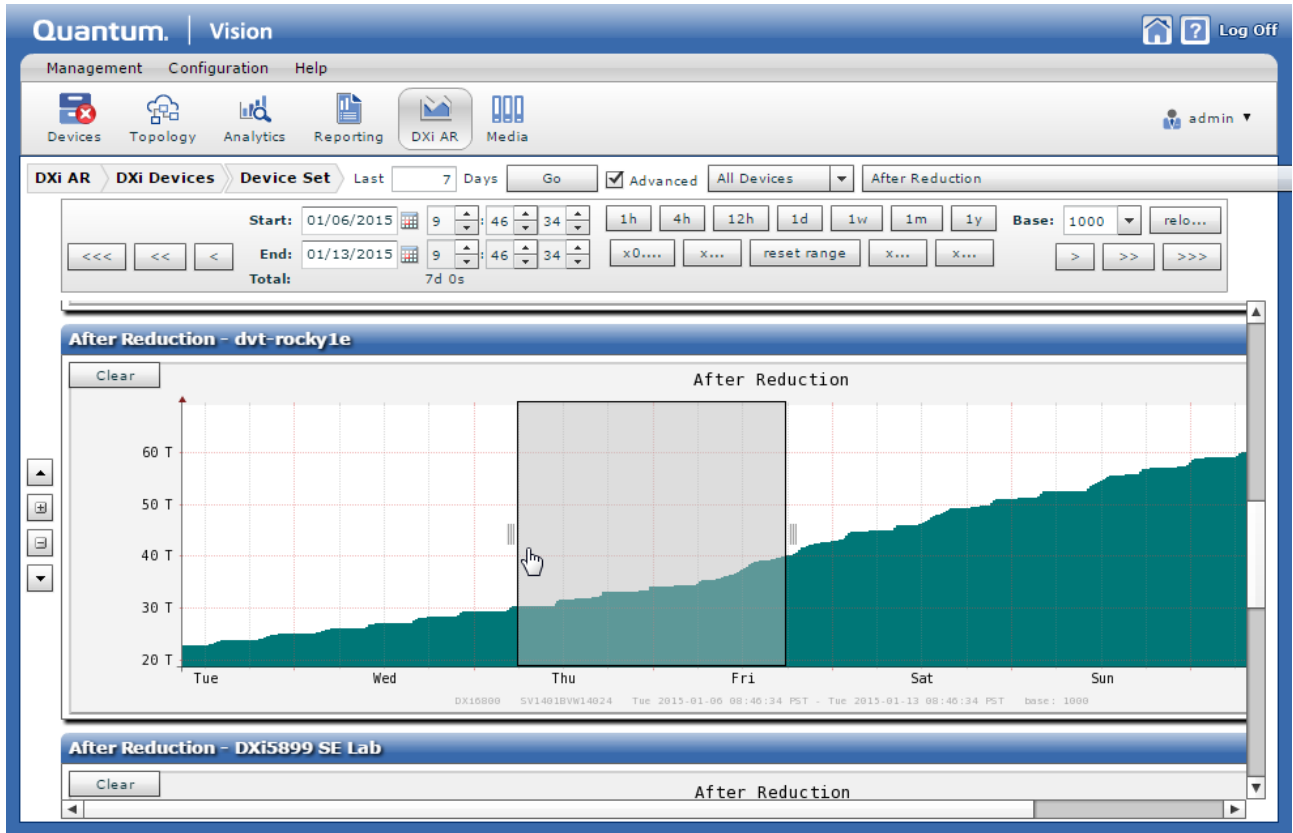 Quantum. | Vision
Log Off
Management Configuration Help
Devices Topology Analytics Reporting DXi AR Media
admin
DXi AR DXi Devices Device Set Last 7 Days Go Advanced All Devices After Reduction
Start: 01/06/2015 9 : 46 34 1h 4h 12h 1d 1w 1m 1y Base: 1000 relo...
<<< << < End: 01/13/2015 9 : 46 34 x0.... x... reset range x... x... > >> >>>
Total: 7d 0s
After Reduction - dvt-rocky1e
Clear
After Reduction
60 T
50 T
40 T
30 T
20 T
Tue Wed Thu Fri Sat Sun
DXi6800 SV1401BVW14024 Tue 2015-01-06 08:46:34 PST - Tue 2015-01-13 08:46:34 PST base: 1000
After Reduction - DXi5899 SE Lab
Clear
After Reduction